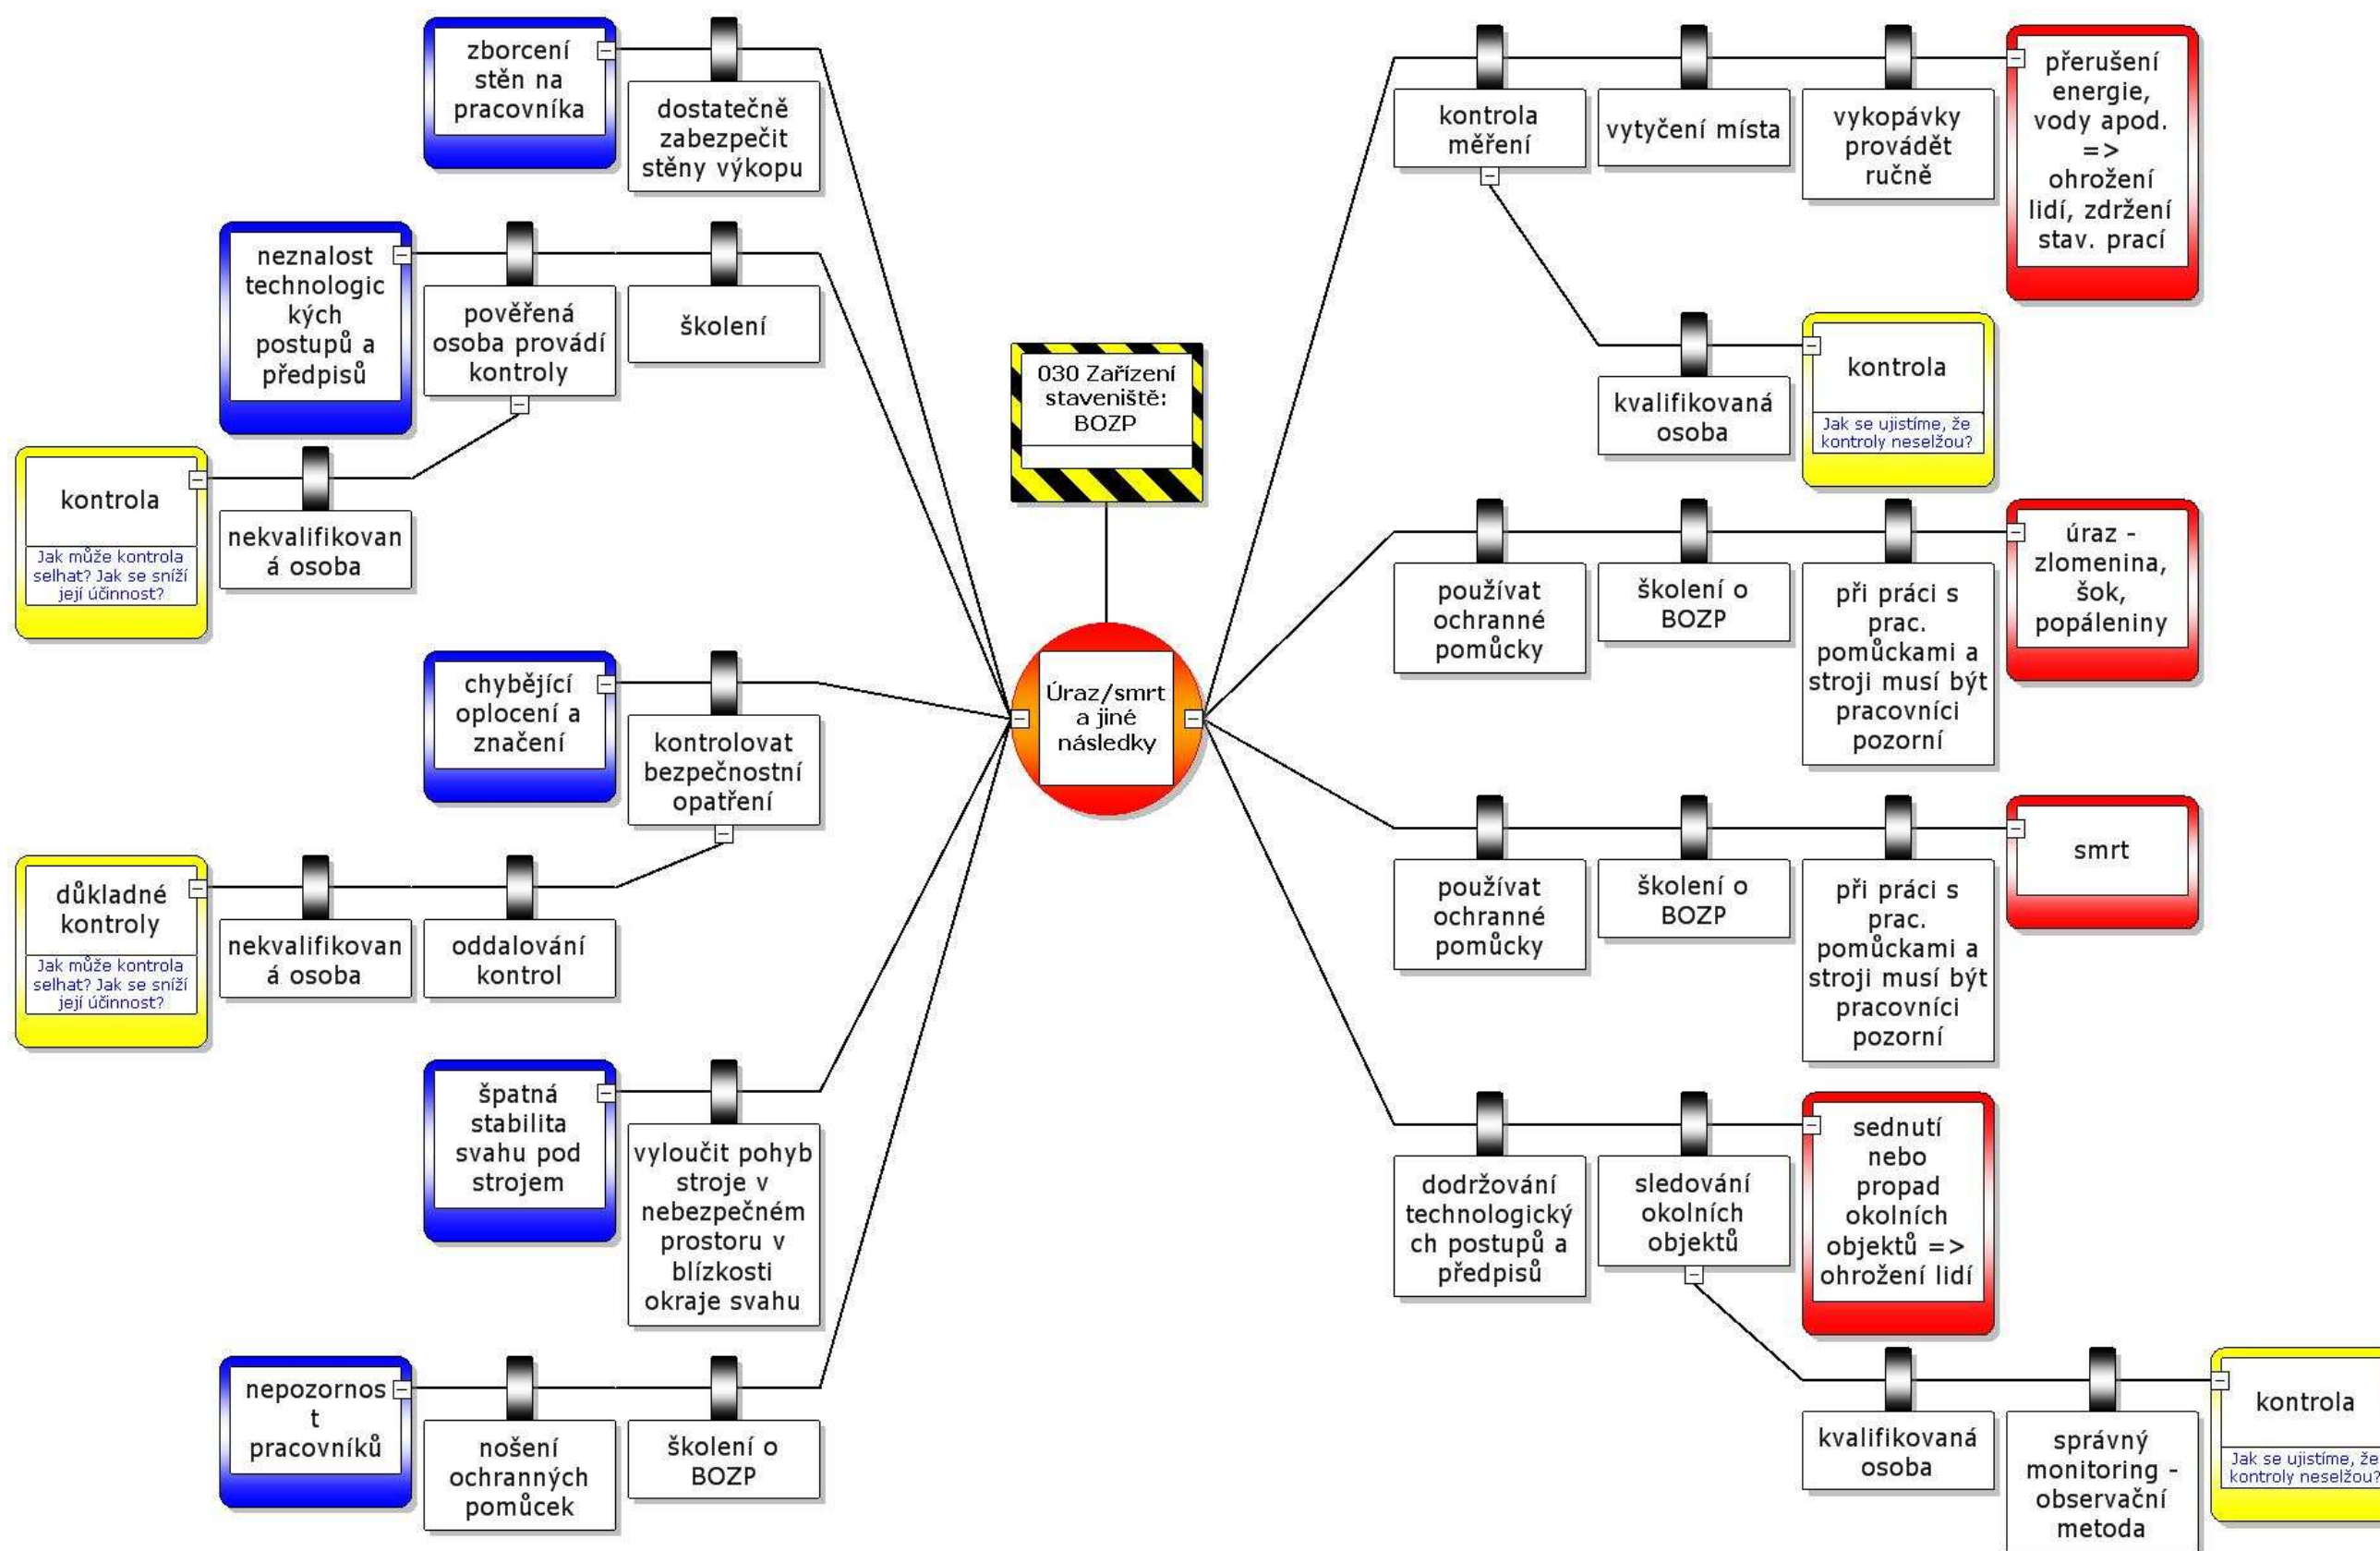 zborcení
stěn na
pracovníka
dostatečně
zabezpečit
stěny výkopu
neznalost
technologic
kých
postupů a
předpisů
pověřená
osoba provádí
kontroly
školení
kontrola
Jak může kontrola
selhat? Jak se sníží
její účinnost?
nekvalifikovan
á osoba
chybějící
oplocení a
značení
kontrolovat
bezpečnostní
opatření
důkladné
kontroly
Jak může kontrola
selhat? Jak se sníží
její účinnost?
nekvalifikovan
á osoba
oddalování
kontrol
špatná
stabilita
svahu pod
strojem
vyloučit pohyb
stroje v
nebezpečném
prostoru v
blízkosti
okraje svahu
nepozornos
t
pracovníků
nošení
ochranných
pomůcek
školení o
BOZP
030 Zařízení
staveniště:
BOZP
Úraz/smrt
a jiné
následky
kontrola
měření
vytyčení místa
vykopávky
provádět
ručně
přerušení
energie,
vody apod.
=>
ohrožení
lidí, zdržení
stav. prací
kvalifikovaná
osoba
kontrola
Jak se ujistíme, že
kontroly neselžou?
používat
ochranné
pomůcky
školení o
BOZP
při práci s
prac.
pomůckami a
stroji musí být
pracovníci
pozorní
úraz -
zlomenina,
šok,
popáleniny
používat
ochranné
pomůcky
školení o
BOZP
při práci s
prac.
pomůckami a
stroji musí být
pracovníci
pozorní
smrt
dodržování
technologický
ch postupů a
předpisů
sledování
okolních
objektů
sednutí
nebo
propad
okolních
objektů =>
ohrožení lidí
kvalifikovaná
osoba
správný
monitoring -
observační
metoda
kontrola
Jak se ujistíme, že
kontroly neselžou?